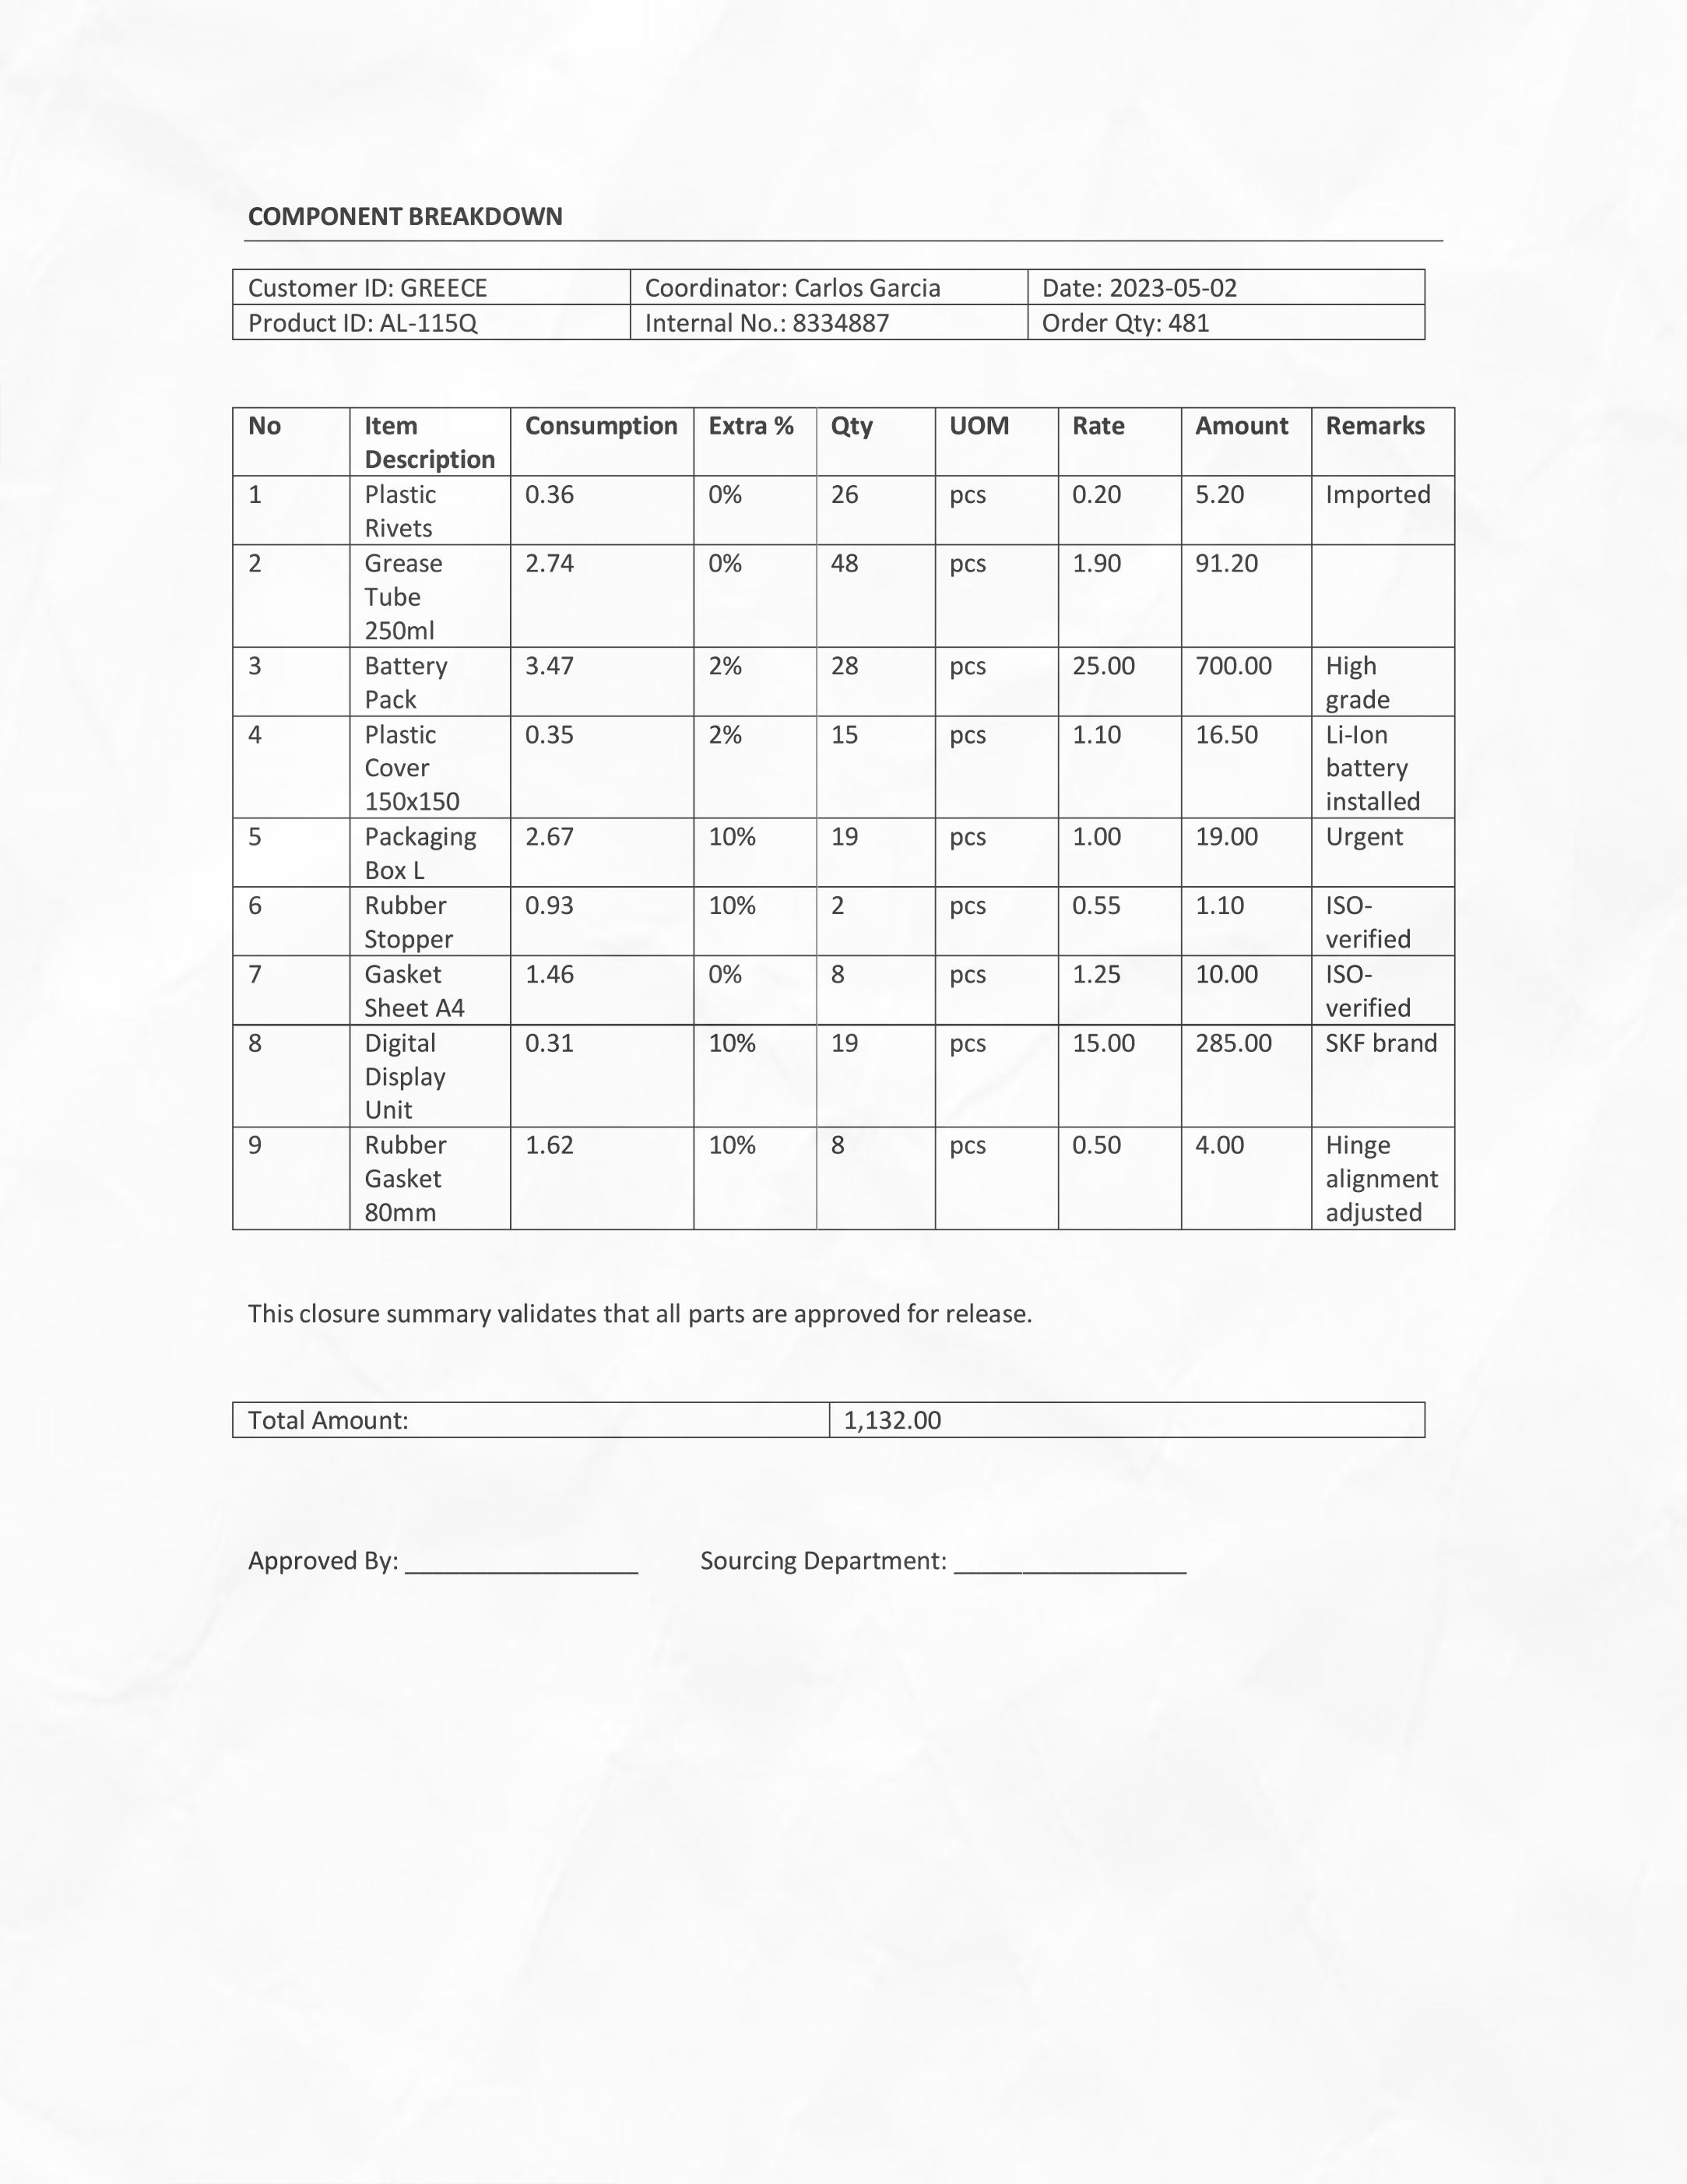 COMPONENT BREAKDOWN
Customer ID: GREECE Coordinator: Carlos Garcia Date: 2023-05-02
Product ID: AL-115Q Internal No.: 8334887 Order Qty: 481
No Item Description Consumption Extra % Qty UOM Rate Amount Remarks
1 Plastic Rivets 0.36 0% 26 pcs 0.20 5.20 Imported
2 Grease Tube 250ml 2.74 0% 48 pcs 1.90 91.20
3 Battery Pack 3.47 2% 28 pcs 25.00 700.00 High grade
4 Plastic Cover 150x150 0.35 2% 15 pcs 1.10 16.50 Li-Ion battery installed
5 Packaging Box L 2.67 10% 19 pcs 1.00 19.00 Urgent
6 Rubber Stopper 0.93 10% 2 pcs 0.55 1.10 ISO-verified
7 Gasket Sheet A4 1.46 0% 8 pcs 1.25 10.00 ISO-verified
8 Digital Display Unit 0.31 10% 19 pcs 15.00 285.00 SKF brand
9 Rubber Gasket 80mm 1.62 10% 8 pcs 0.50 4.00 Hinge alignment adjusted
This closure summary validates that all parts are approved for release.
Total Amount: 1,132.00
Approved By: _________________ Sourcing Department: _________________